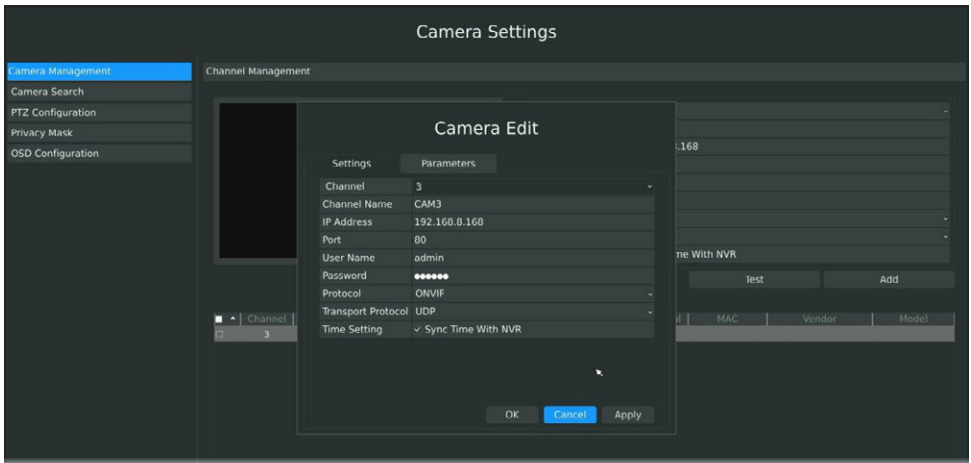 Camera Settings
Camera Management
Camera Search
PTZ Configuration
Privacy Mask
OSD Configuration
Channel Management
.168
me With NVR
Test Add
Channel MAC Vendor Model
3
Camera Edit
Settings Parameters
Channel 3
Channel Name CAM3
IP Address 192.168.8.168
Port 80
User Name admin
Password ●●●●●●
Protocol ONVIF
Transport Protocol UDP
Time Setting ✓ Sync Time With NVR
OK Cancel Apply